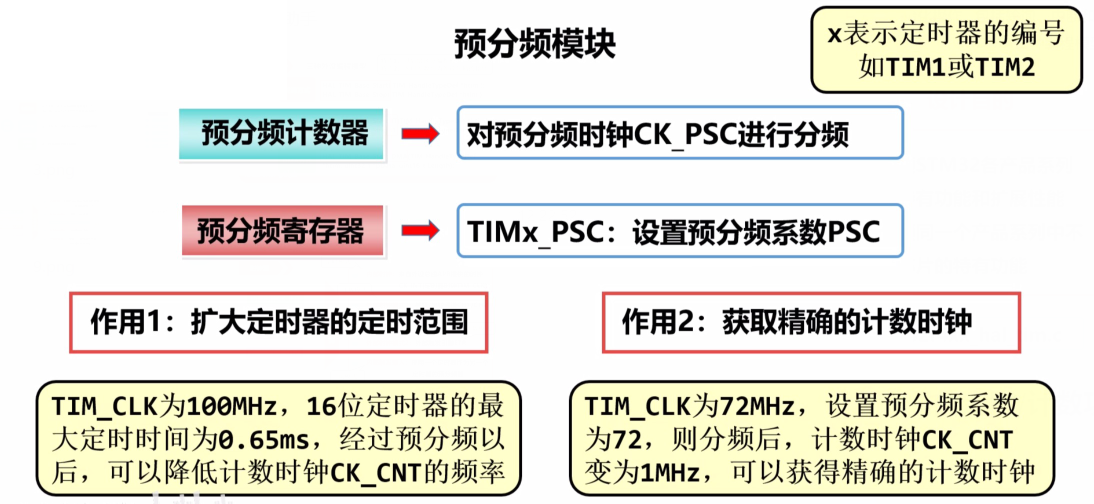 预分频模块
x表示定时器的编号
如TIM1或TIM2
预分频计数器
对预分频时钟CK_PSC进行分频
预分频寄存器
TIMx_PSC：设置预分频系数PSC
作用1：扩大定时器的定时范围
作用2：获取精确的计数时钟
TIM_CLK为100MHz，16位定时器的最
大定时时间为0.65ms，经过预分频以
后，可以降低计数时钟CK_CNT的频率
TIM_CLK为72MHz，设置预分频系数
为72，则分频后，计数时钟CK_CNT
变为1MHz，可以获得精确的计数时钟